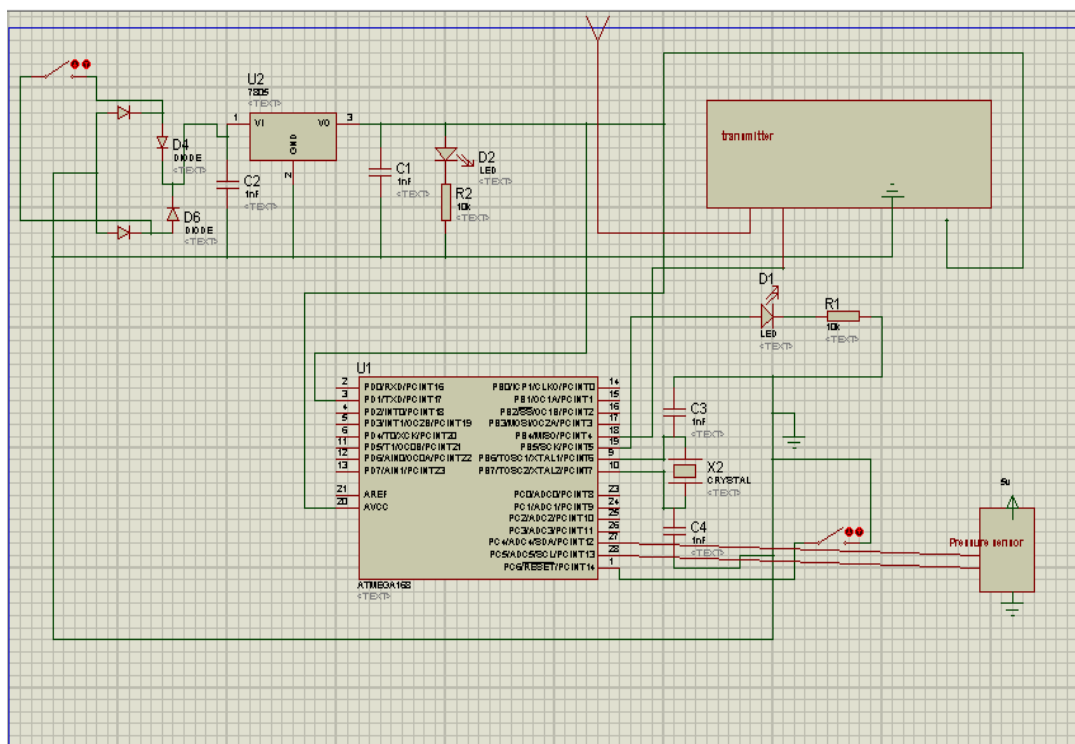 U2
7805
<TEXT>
1
VI
VO
3
GND
2
D4
DIODE
<TEXT>
C2
1nF
<TEXT>
C1
1nF
<TEXT>
D2
LED
<TEXT>
R2
10k
<TEXT>
D6
DIODE
<TEXT>
transmitter
D1
LED
<TEXT>
R1
10k
<TEXT>
U1
2 PD0/RXD/PCINT16
3 PD1/TXD/PCINT17
4 PD2/INT0/PCINT18
5 PD3/INT1/OC2B/PCINT19
6 PD4/T0/XCK/PCINT20
11 PD5/T1/OC0B/PCINT21
12 PD6/AIN0/OC0A/PCINT22
13 PD7/AIN1/PCINT23
21 AREF
20 AVCC
PB0/ICP1/CLKO/PCINT0 14
PB1/OC1A/PCINT1 15
PB2/SS/OC1B/PCINT2 16
PB3/MOSI/OC2A/PCINT3 17
PB4/MISO/PCINT4 18
PB5/SCK/PCINT5 19
PB6/TOSC1/XTAL1/PCINT6 9
PB7/TOSC2/XTAL2/PCINT7 10
PC0/ADC0/PCINT8 23
PC1/ADC1/PCINT9 24
PC2/ADC2/PCINT10 25
PC3/ADC3/PCINT11 26
PC4/ADC4/SDA/PCINT12 27
PC5/ADC5/SCL/PCINT13 28
PC6/RESET/PCINT14 1
ATMEGA168
<TEXT>
C3
1nF
<TEXT>
X2
CRYSTAL
<TEXT>
C4
1nF
<TEXT>
Pressure sensor